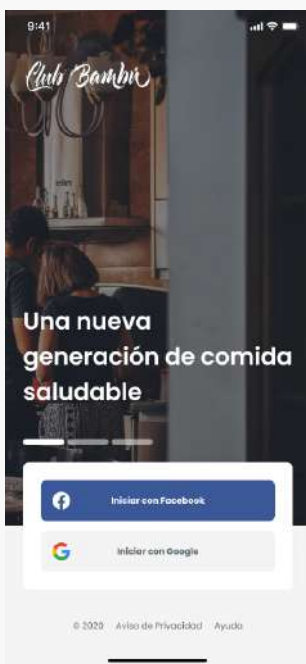 9:41
Club Bambú
Una nueva
generación de comida
saludable
Iniciar con Facebook
Iniciar con Google
© 2020 Aviso de Privacidad Ayuda